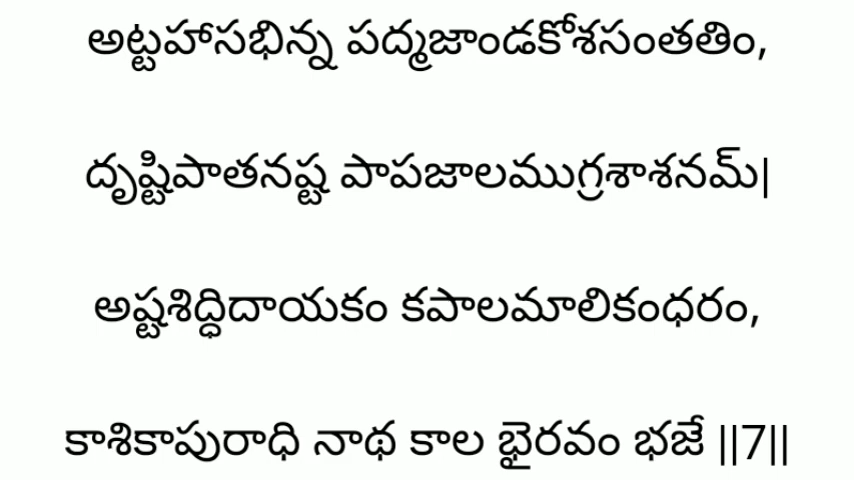 అట్టహాసభిన్న పద్మజాండకోశసంతతిం,
దృష్టిపాతనష్ట పాపజాలముగ్రశాశనమ్|
అష్టశిద్ధిదాయకం కపాలమాలికంధరం,
కాశికాపురాధి నాథ కాల భైరవం భజే ||7||